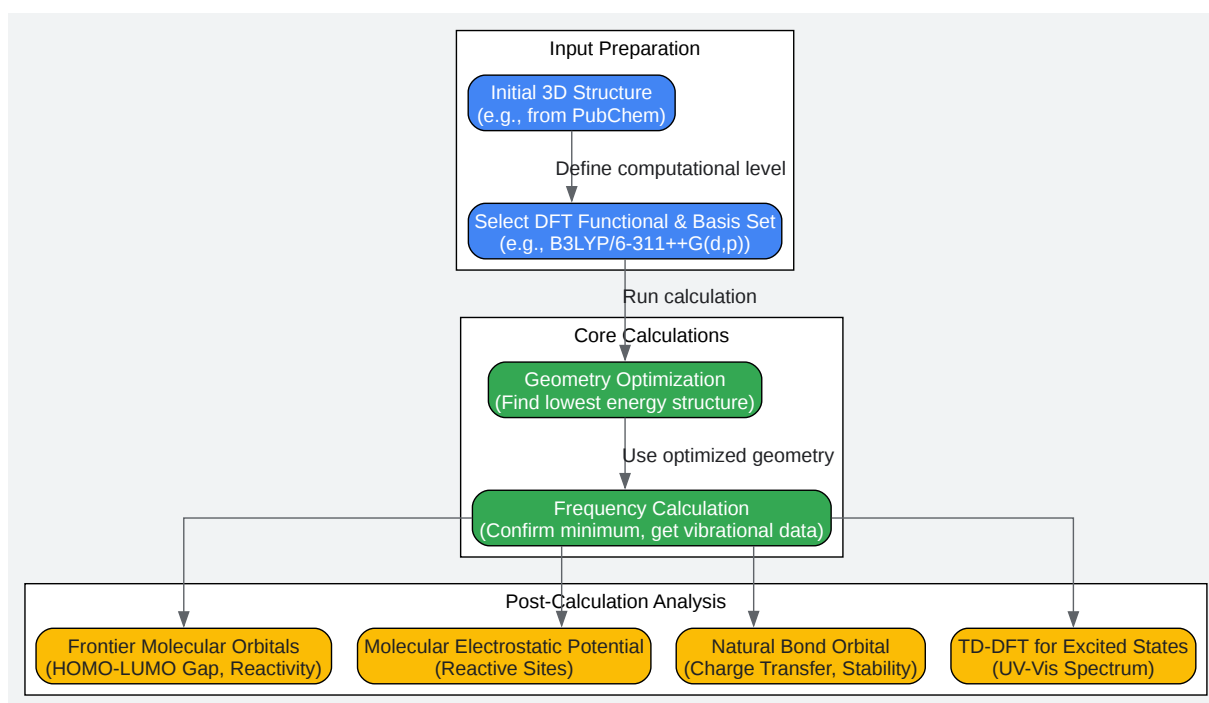 Input Preparation
Initial 3D Structure
(e.g., from PubChem)
Define computational level
Select DFT Functional & Basis Set
(e.g., B3LYP/6-311++G(d,p))
Run calculation
Core Calculations
Geometry Optimization
(Find lowest energy structure)
Use optimized geometry
Frequency Calculation
(Confirm minimum, get vibrational data)
Post-Calculation Analysis
Frontier Molecular Orbitals
(HOMO-LUMO Gap, Reactivity)
Molecular Electrostatic Potential
(Reactive Sites)
Natural Bond Orbital
(Charge Transfer, Stability)
TD-DFT for Excited States
(UV-Vis Spectrum)